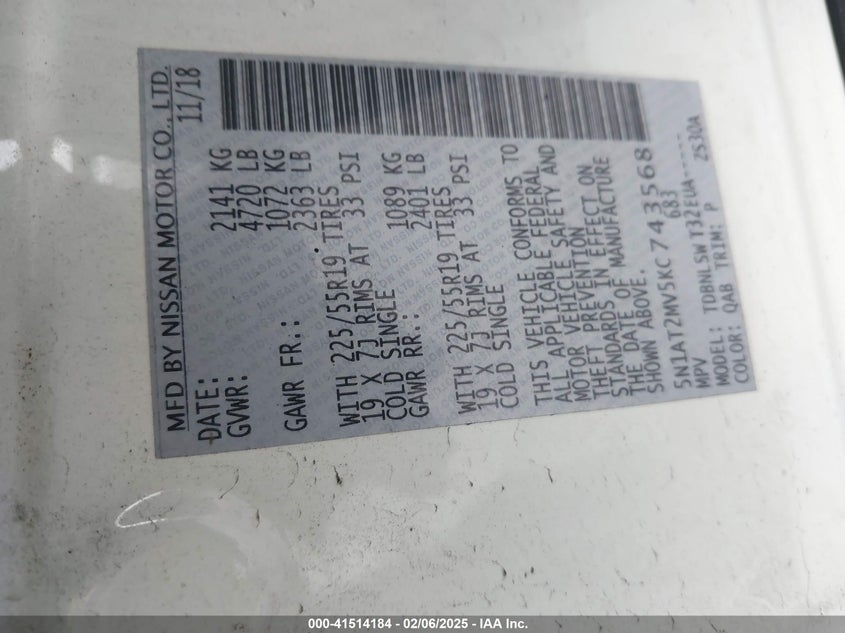 MFD BY NISSAN MOTOR CO., LTD.
DATE: 11/18
GVWR: 2141 KG
4720 LB
GAWR FR.: 1072 KG
2363 LB
WITH 225/55R19 TIRES
19 X 7J RIMS AT 33 PSI
COLD SINGLE
GAWR RR.: 1089 KG
2401 LB
WITH 225/55R19 TIRES
19 X 7J RIMS AT 33 PSI
COLD SINGLE
THIS VEHICLE CONFORMS TO
ALL APPLICABLE FEDERAL
MOTOR VEHICLE SAFETY AND
THEFT PREVENTION
STANDARDS IN EFFECT ON
THE DATE OF MANUFACTURE
SHOWN ABOVE.
5N1AT2MV5KC743568
MPV 683
MODEL: TDBNLSWT32EUA-----
COLOR: QAB TRIM: P 2S30A
000-41514184 - 02/06/2025 - IAA Inc.